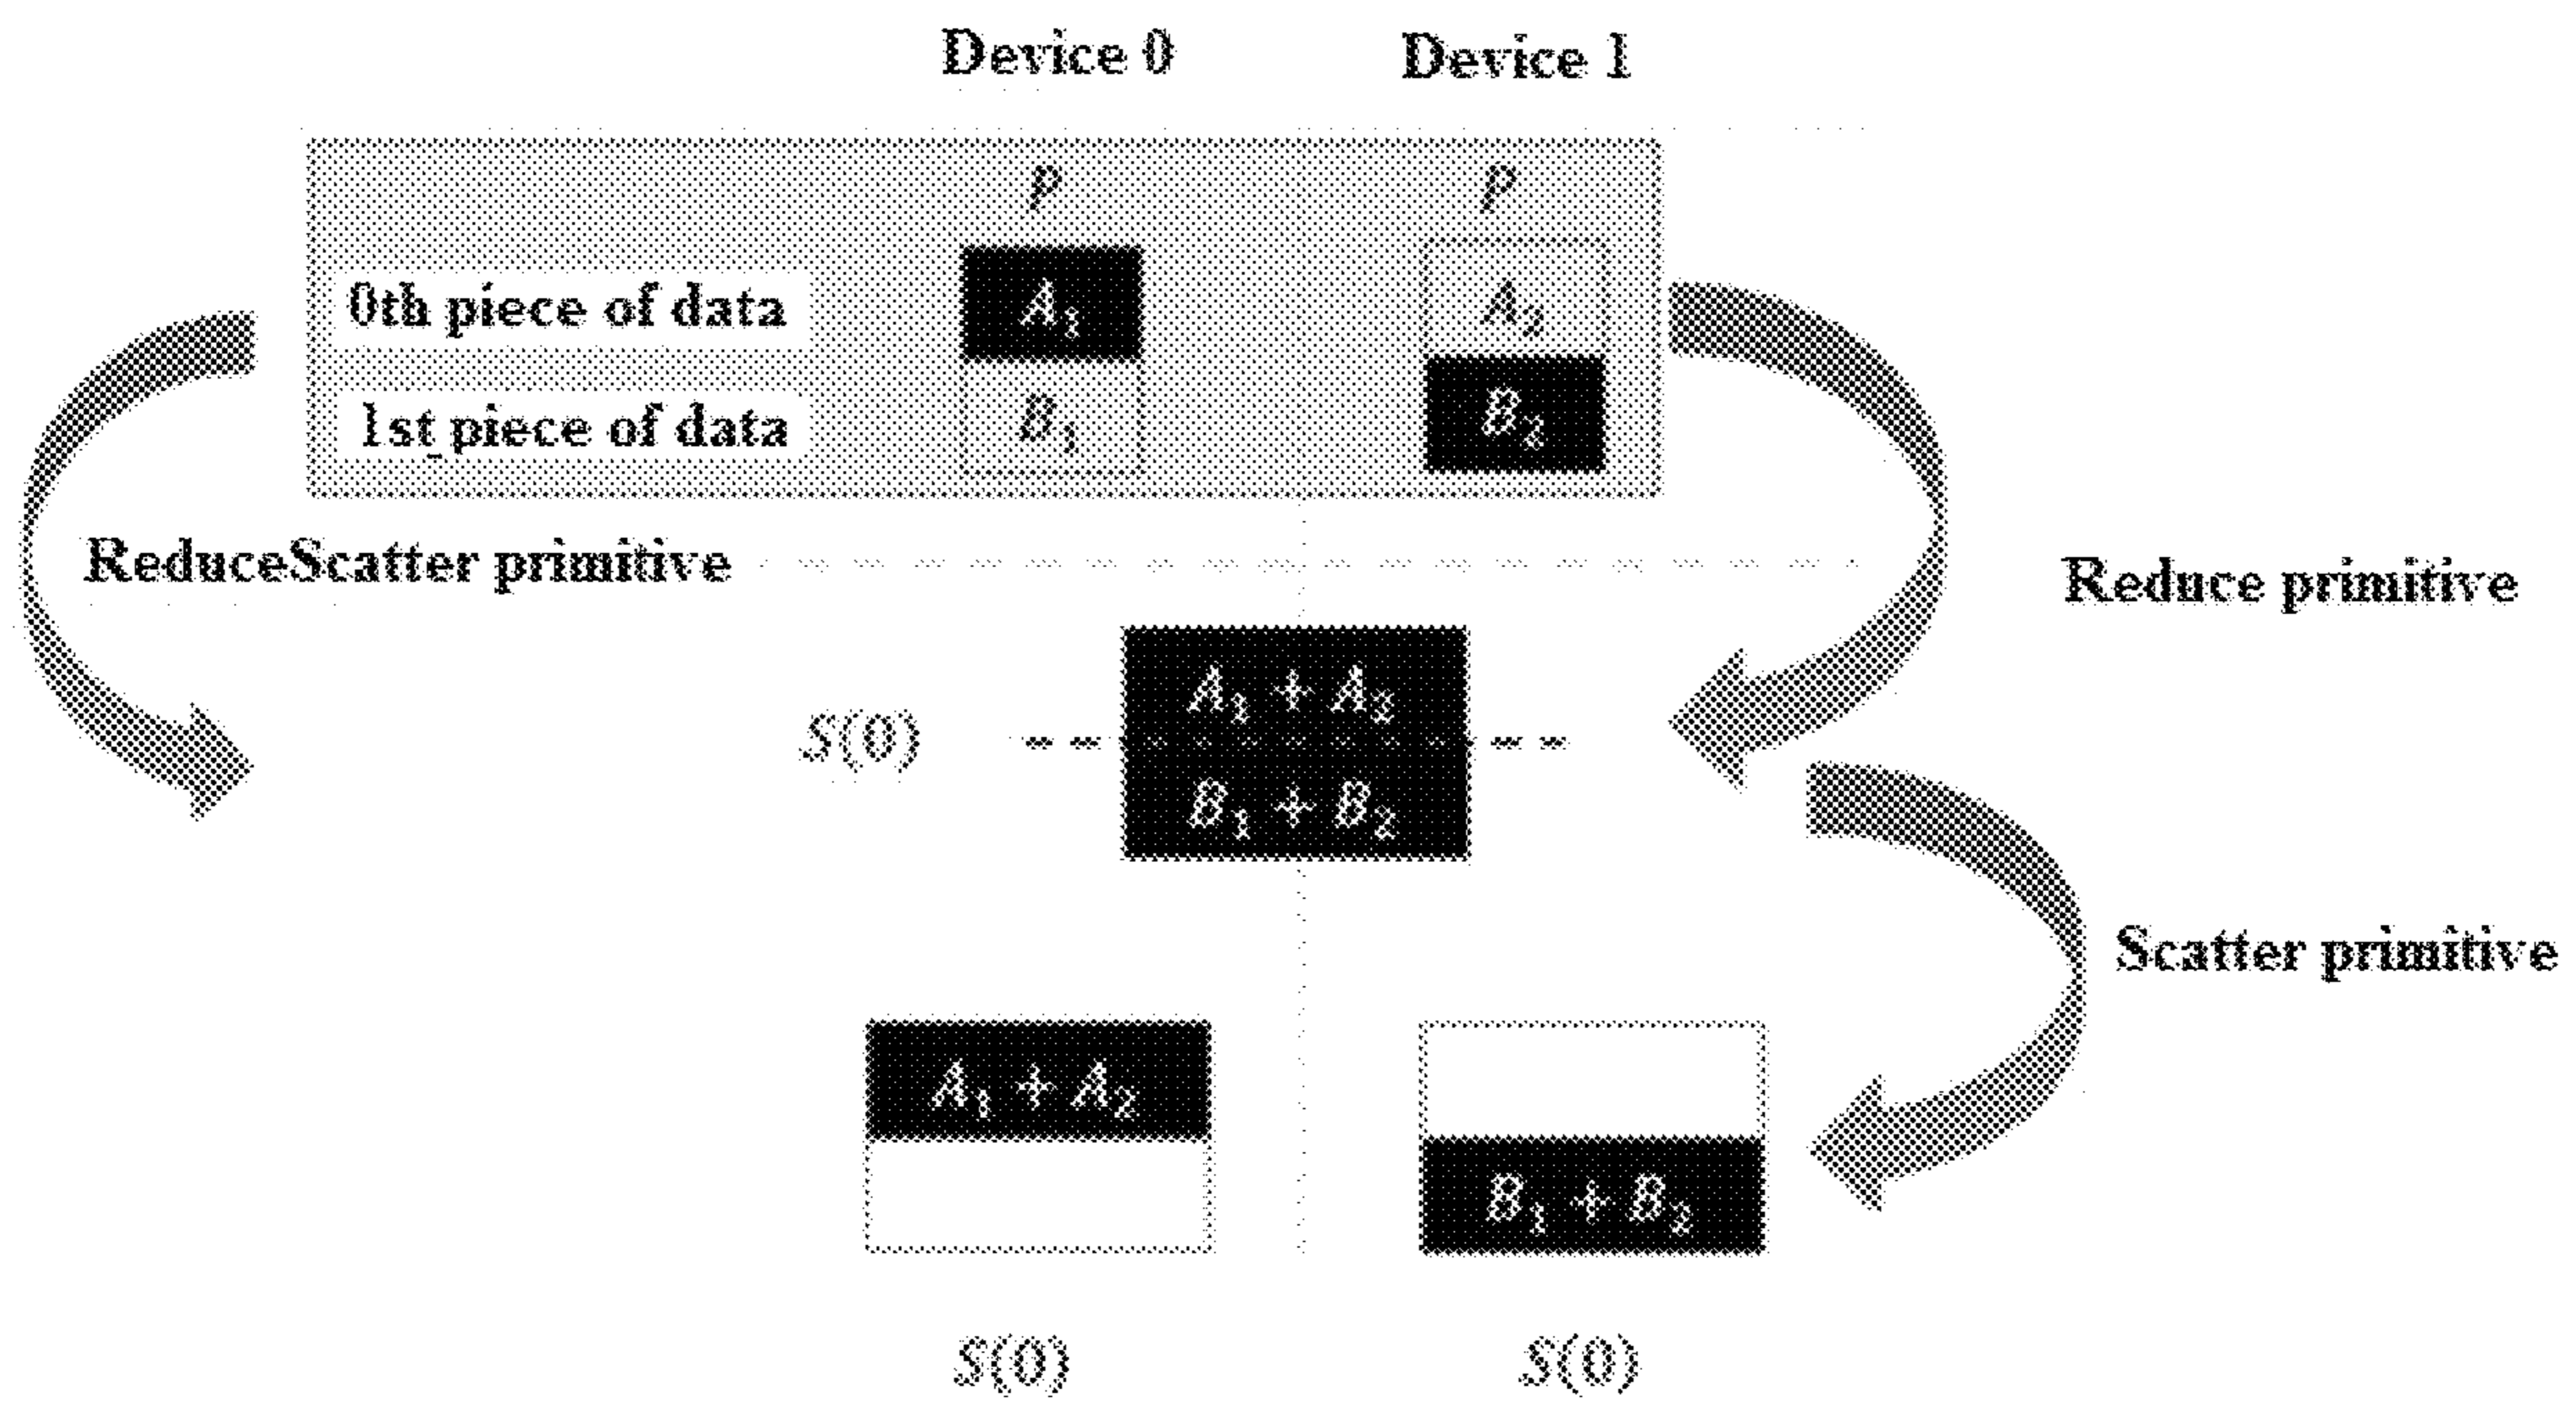 Device 0 Device 1
p p
0th piece of data A₁ A₂
1st piece of data B₁ B₂
ReduceScatter primitive Reduce primitive
A₁ + A₂
S(0)
B₁ + B₂
Scatter primitive
A₁ + A₂
B₁ + B₂
S(0) S(0)